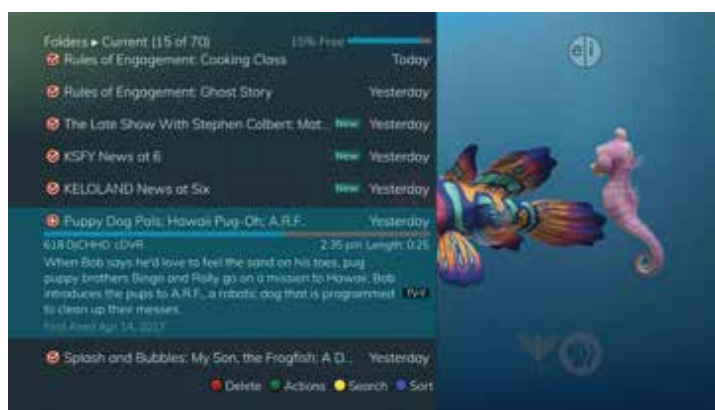 Folders ▸ Current (15 of 70) 15% Free
Rules of Engagement: Cooking Class Today
Rules of Engagement: Ghost Story Yesterday
The Late Show With Stephen Colbert: Mat... New Yesterday
KSFY News at 6 New Yesterday
KELOLAND News at Six New Yesterday
Puppy Dog Pals: Hawaii Pug-Oh; A.R.F. Yesterday
618 DJCHHD cDVR 2:35 pm Length: 0:25
When Bob says he'd love to feel the sand on his toes, pug
puppy brothers Bingo and Rolly go on a mission to Hawaii; Bob
introduces the pups to A.R.F., a robotic dog that is programmed TV-Y
to clean up their messes.
First Aired Apr 14, 2017
Splash and Bubbles: My Son, the Frogfish; A D... Yesterday
Delete Actions Search Sort
e i